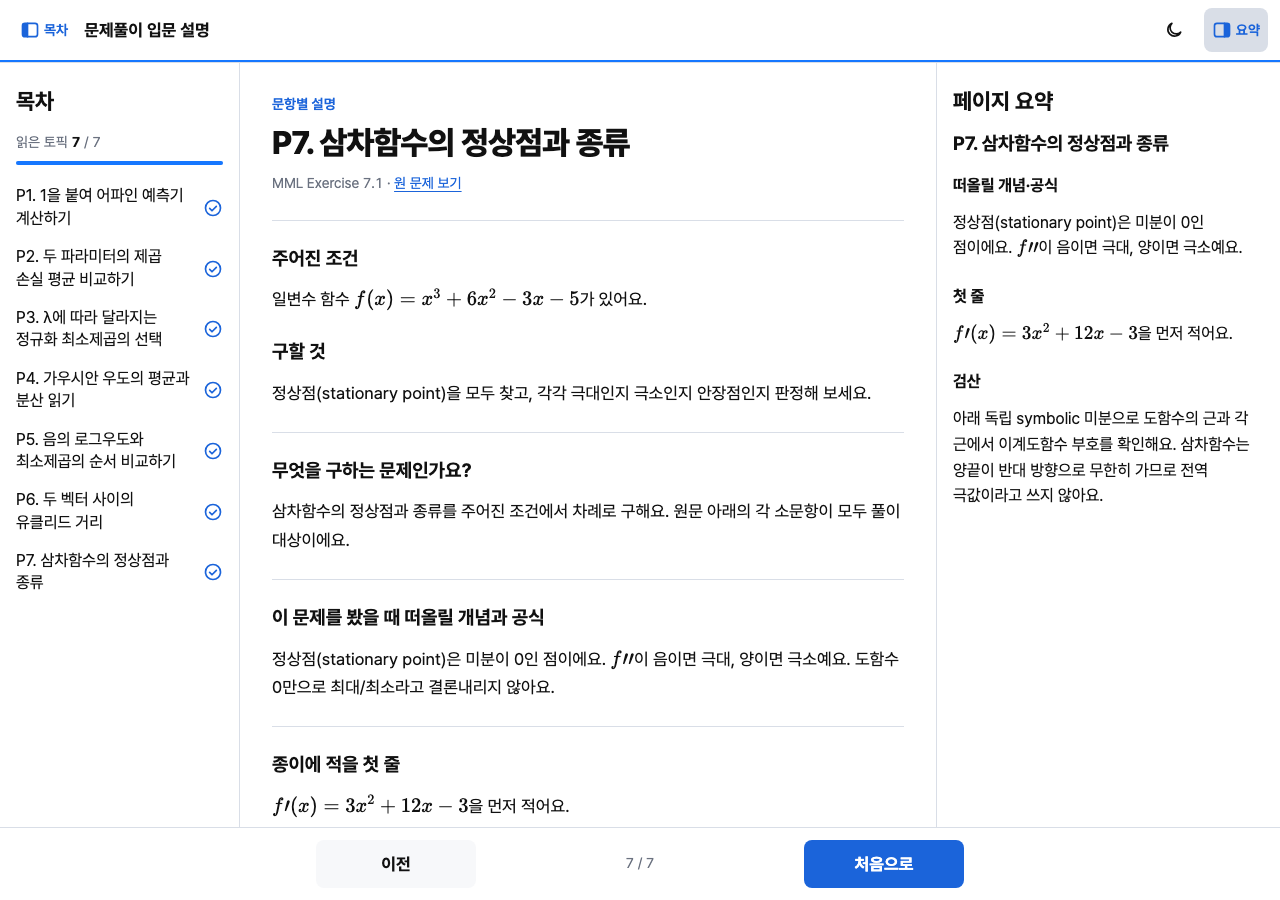 목차 문제풀이 입문 설명 요약
목차
읽은 토픽 7 / 7
P1. 1을 붙여 어파인 예측기
계산하기
P2. 두 파라미터의 제곱
손실 평균 비교하기
P3. λ에 따라 달라지는
정규화 최소제곱의 선택
P4. 가우시안 우도의 평균과
분산 읽기
P5. 음의 로그우도와
최소제곱의 순서 비교하기
P6. 두 벡터 사이의
유클리드 거리
P7. 삼차함수의 정상점과
종류
문항별 설명
P7. 삼차함수의 정상점과 종류
MML Exercise 7.1 · 원 문제 보기
주어진 조건
일변수 함수 f(x) = x³ + 6x² − 3x − 5가 있어요.
구할 것
정상점(stationary point)을 모두 찾고, 각각 극대인지 극소인지 안장점인지 판정해 보세요.
무엇을 구하는 문제인가요?
삼차함수의 정상점과 종류를 주어진 조건에서 차례로 구해요. 원문 아래의 각 소문항이 모두 풀이
대상이에요.
이 문제를 봤을 때 떠올릴 개념과 공식
정상점(stationary point)은 미분이 0인 점이에요. f′′이 음이면 극대, 양이면 극소예요. 도함수
0만으로 최대/최소라고 결론내리지 않아요.
종이에 적을 첫 줄
f′(x) = 3x² + 12x − 3을 먼저 적어요.
페이지 요약
P7. 삼차함수의 정상점과 종류
떠올릴 개념·공식
정상점(stationary point)은 미분이 0인
점이에요. f′′이 음이면 극대, 양이면 극소예요.
첫 줄
f′(x) = 3x² + 12x − 3을 먼저 적어요.
검산
아래 독립 symbolic 미분으로 도함수의 근과 각
근에서 이계도함수 부호를 확인해요. 삼차함수는
양끝이 반대 방향으로 무한히 가므로 전역
극값이라고 쓰지 않아요.
이전 7 / 7 처음으로